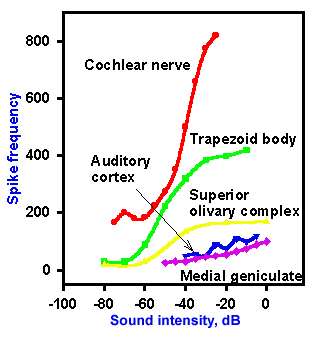 800
Cochlear nerve
600
Spike frequency
400
Trapezoid body
Auditory
cortex
Superior
olivary complex
200
Medial geniculate
0
-100 -80 -60 -40 -20 0
Sound intensity, dB